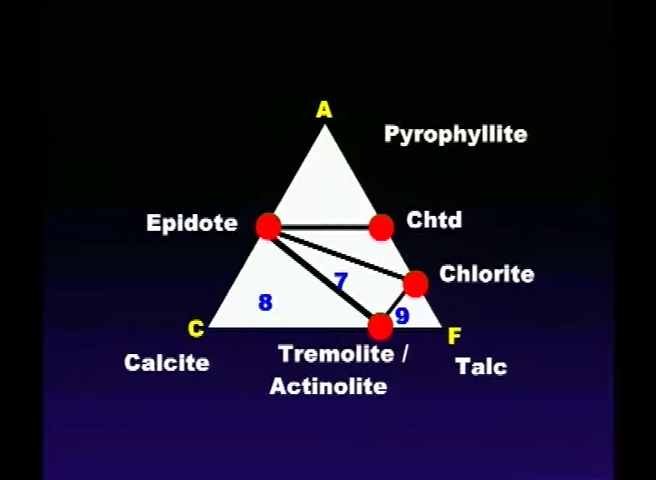 A
Pyrophyllite
Epidote
Chtd
Chlorite
7
8
9
C
F
Calcite
Tremolite /
Actinolite
Talc